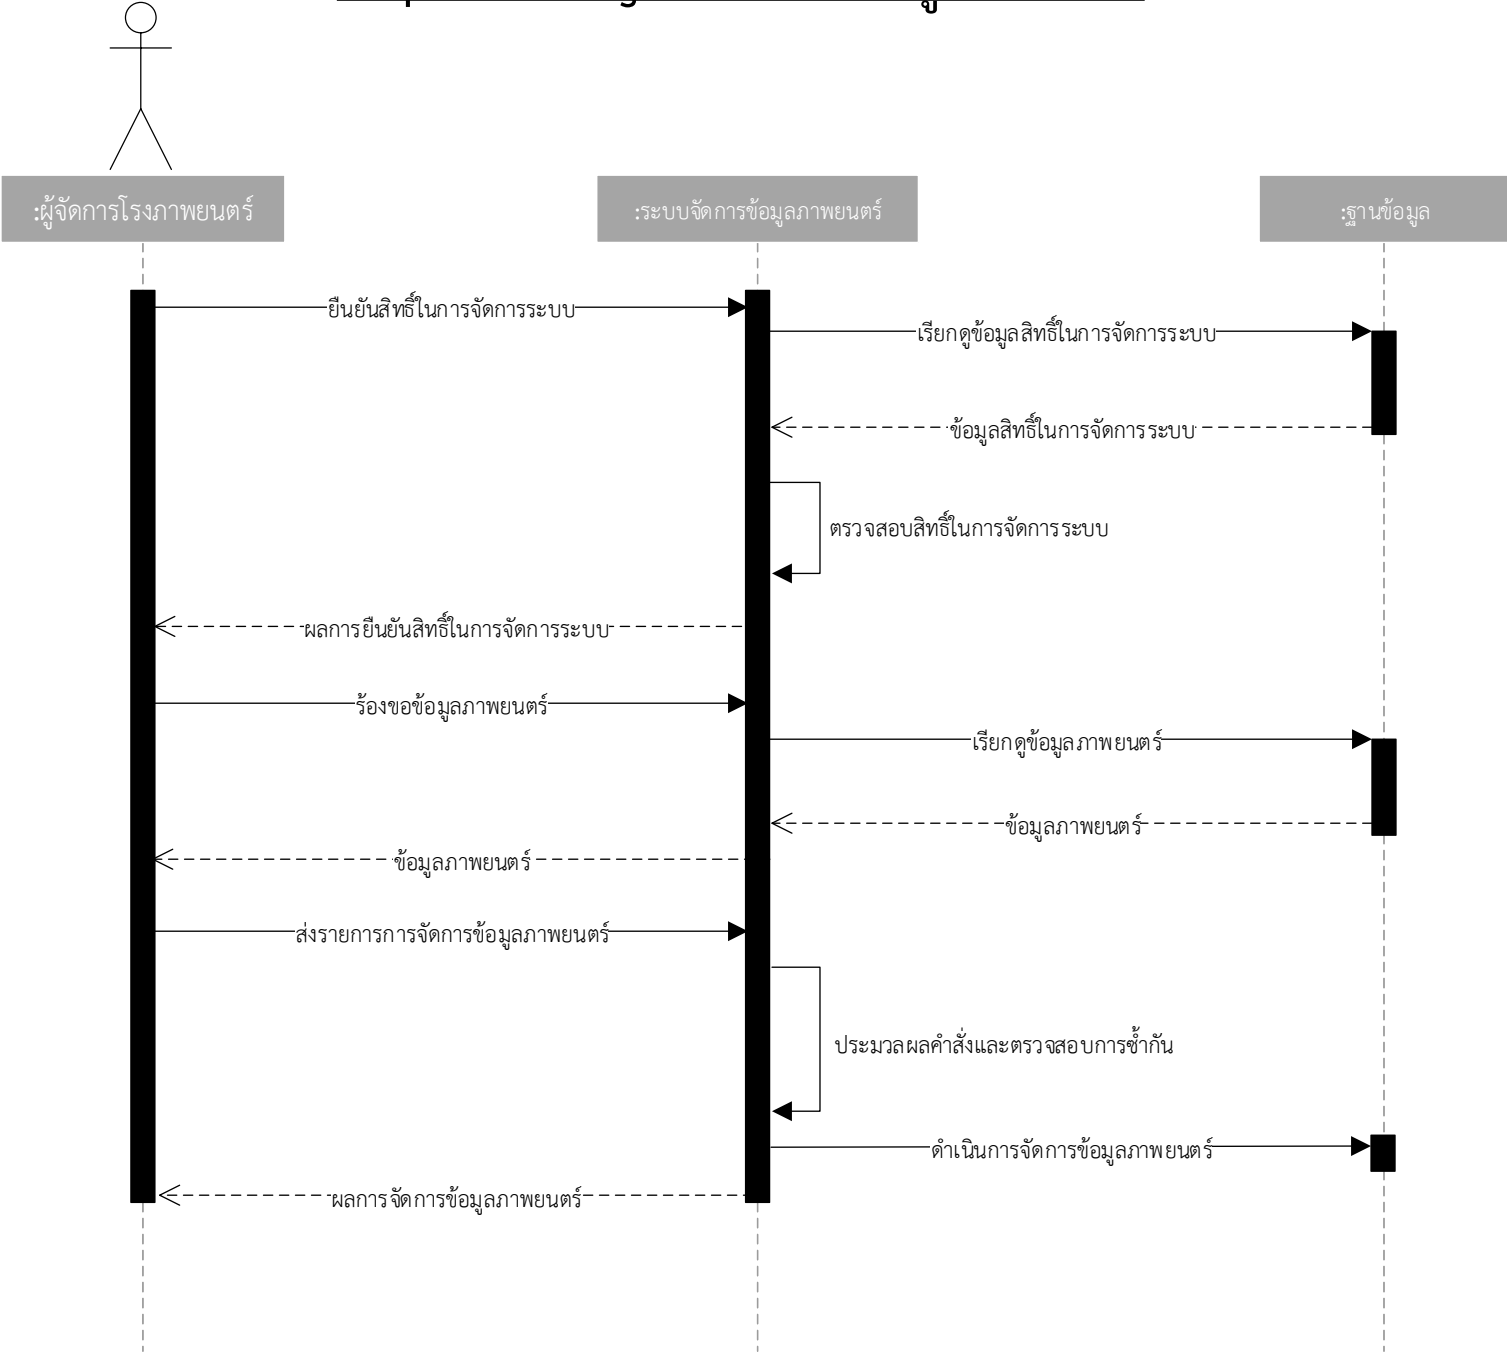 :ผู้จัดการโรงภาพยนตร์
:ระบบจัดการข้อมูลภาพยนตร์
:ฐานข้อมูล
ยืนยันสิทธิ์ในการจัดการระบบ
เรียกดูข้อมูลสิทธิ์ในการจัดการระบบ
ข้อมูลสิทธิ์ในการจัดการระบบ
ตรวจสอบสิทธิ์ในการจัดการระบบ
ผลการยืนยันสิทธิ์ในการจัดการระบบ
ร้องขอข้อมูลภาพยนตร์
เรียกดูข้อมูลภาพยนตร์
ข้อมูลภาพยนตร์
ข้อมูลภาพยนตร์
ส่งรายการการจัดการข้อมูลภาพยนตร์
ประมวลผลคำสั่งและตรวจสอบการซ้ำกัน
ดำเนินการจัดการข้อมูลภาพยนตร์
ผลการจัดการข้อมูลภาพยนตร์